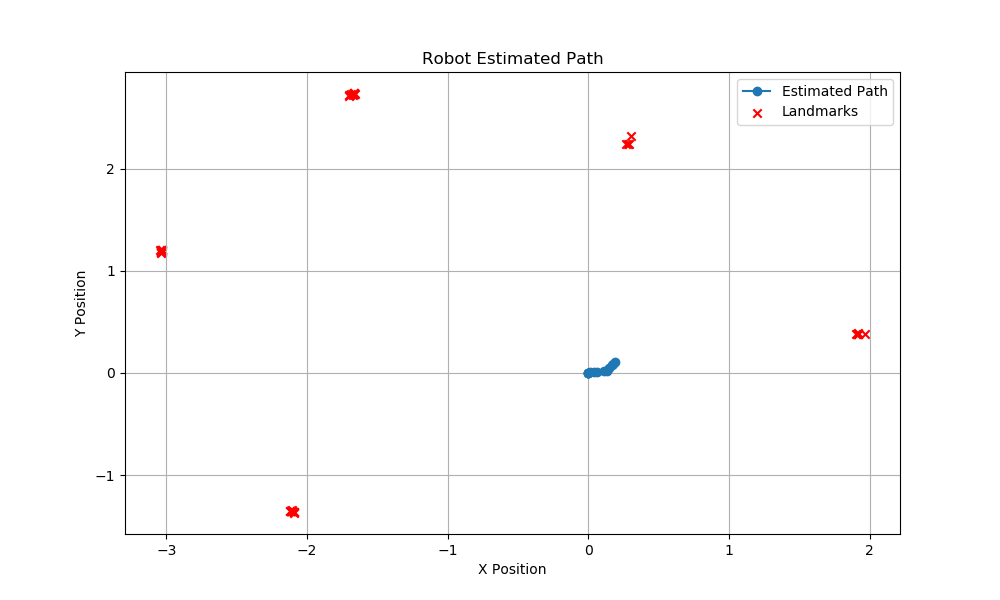 Robot Estimated Path
Estimated Path
Landmarks
2
1
0
−1
Y Position
−3
−2
−1
0
1
2
X Position